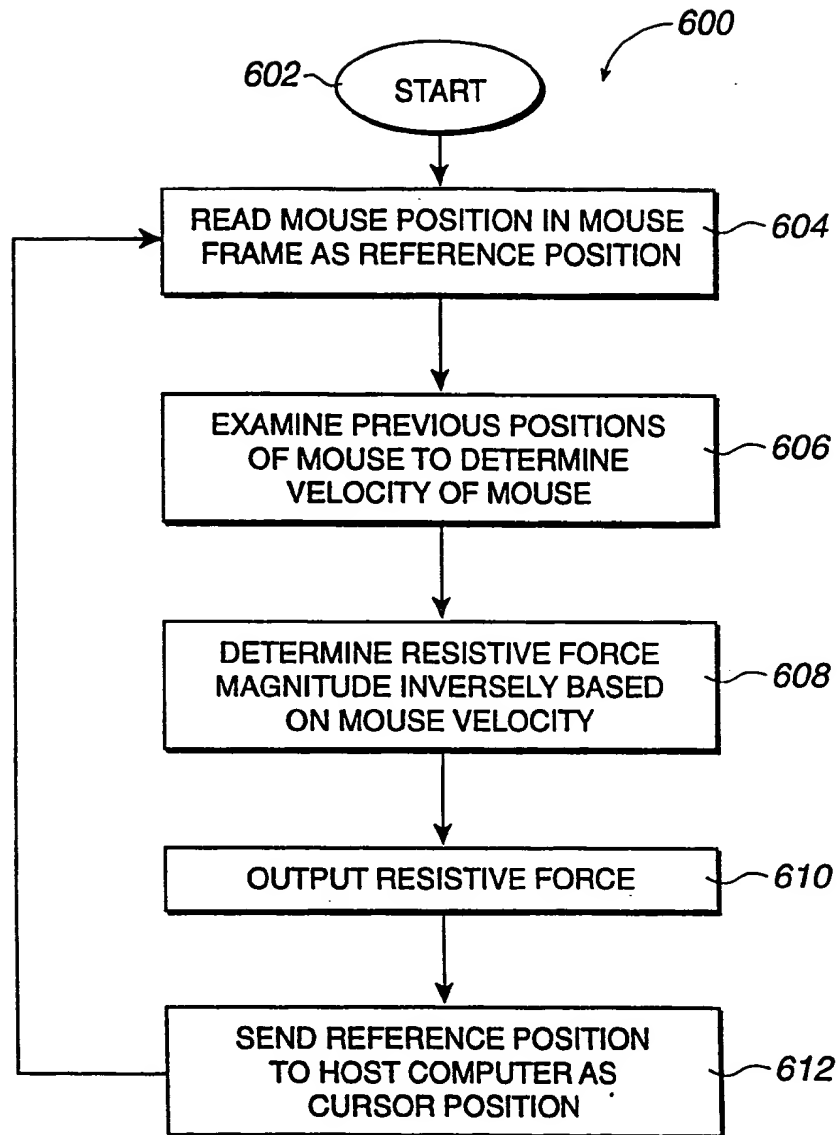 600
602
START
READ MOUSE POSITION IN MOUSE
FRAME AS REFERENCE POSITION
604
EXAMINE PREVIOUS POSITIONS
OF MOUSE TO DETERMINE
VELOCITY OF MOUSE
606
DETERMINE RESISTIVE FORCE
MAGNITUDE INVERSELY BASED
ON MOUSE VELOCITY
608
OUTPUT RESISTIVE FORCE
610
SEND REFERENCE POSITION
TO HOST COMPUTER AS
CURSOR POSITION
612